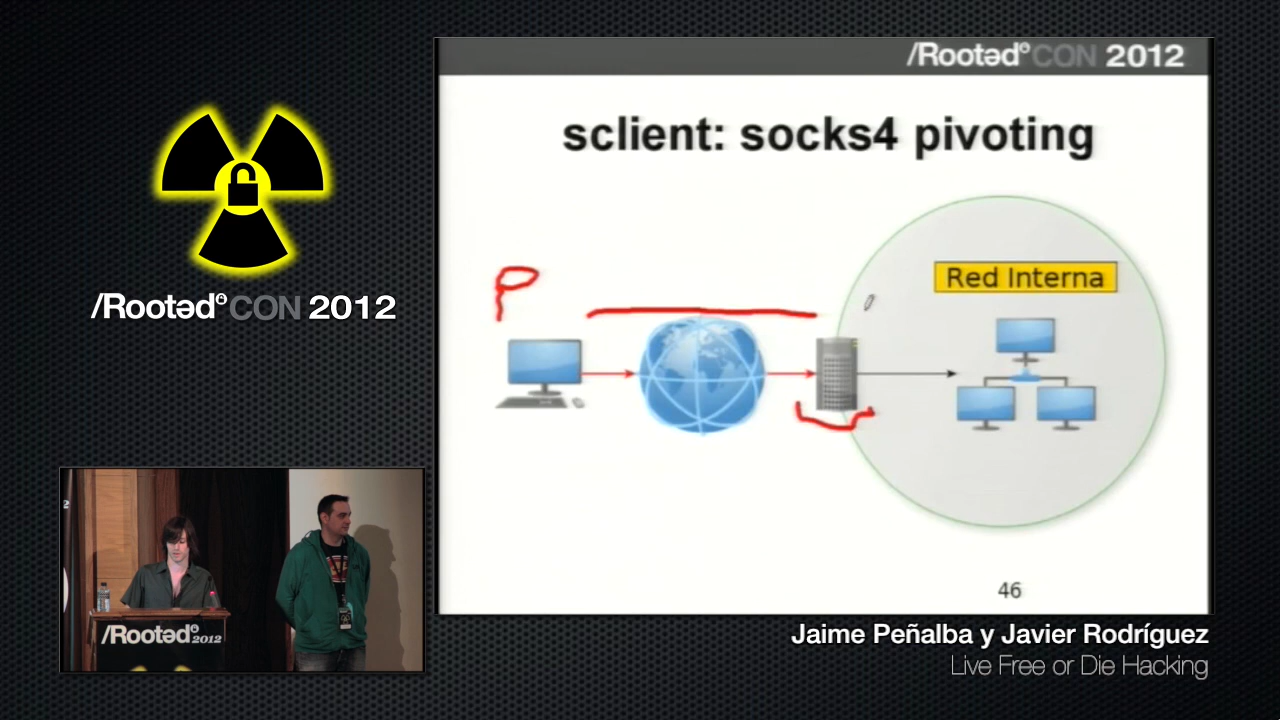 /Rootəd CON 2012
sclient: socks4 pivoting
P
Red Interna
46
/Rootəd CON 2012
/Rootəd 2012
Jaime Peñalba y Javier Rodríguez
Live Free or Die Hacking